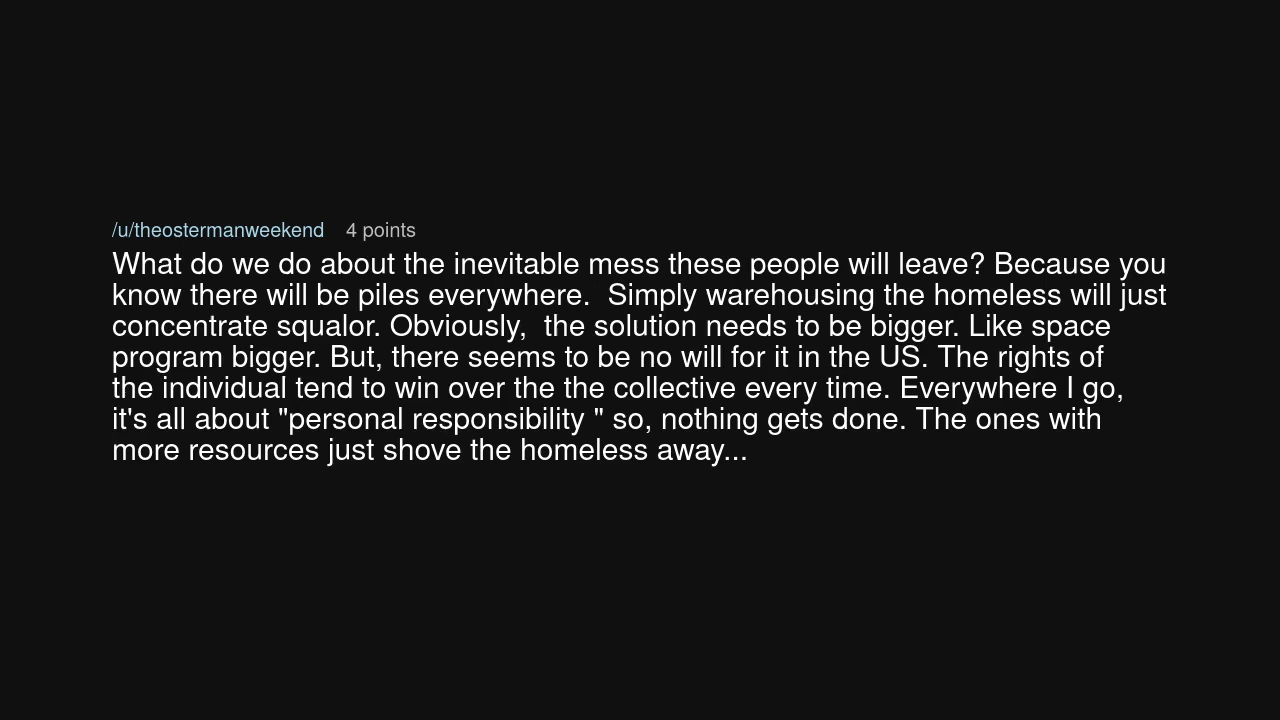 /u/theostermanweekend 4 points
What do we do about the inevitable mess these people will leave? Because you
know there will be piles everywhere.  Simply warehousing the homeless will just
concentrate squalor. Obviously,  the solution needs to be bigger. Like space
program bigger. But, there seems to be no will for it in the US. The rights of
the individual tend to win over the the collective every time. Everywhere I go,
it's all about "personal responsibility " so, nothing gets done. The ones with
more resources just shove the homeless away...